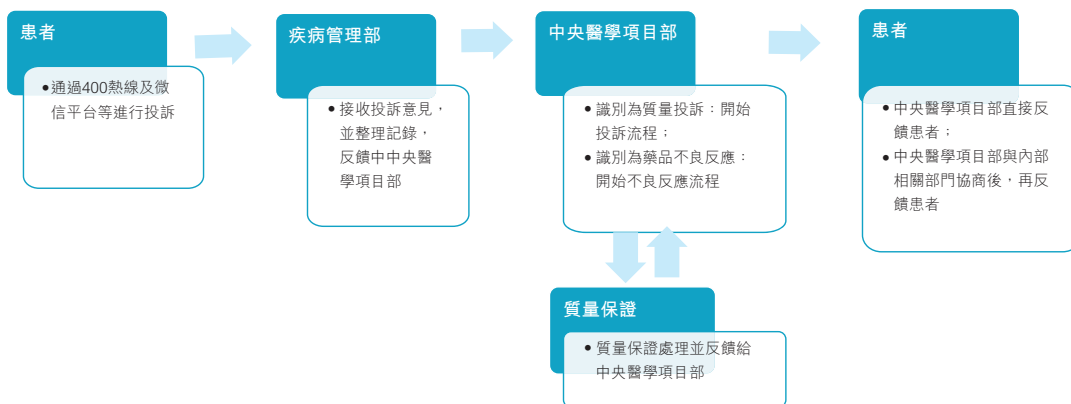 患者
•通過400熱線及微
信平台等進行投訴
疾病管理部
•接收投訴意見，
並整理記錄，
反饋中中央醫
學項目部
中央醫學項目部
•識別為質量投訴：開始
投訴流程；
•識別為藥品不良反應：
開始不良反應流程
患者
•中央醫學項目部直接反
饋患者；
•中央醫學項目部與內部
相關部門協商後，再反
饋患者
質量保證
•質量保證處理並反饋給
中央醫學項目部